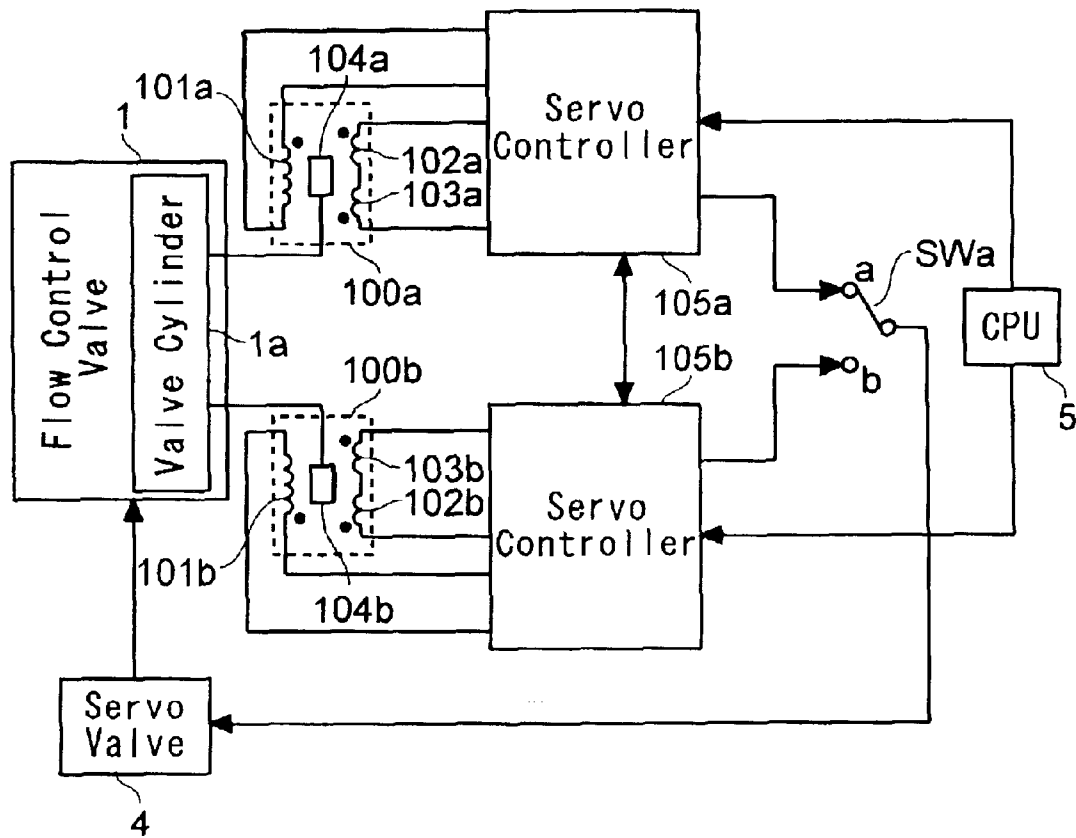 104a
101a
1
Servo
Controller
102a
103a
Flow Control
Valve
Valve Cylinder
1a
100a
105a
a
SWa
CPU
5
100b
105b
b
103b
102b
Servo
Controller
101b
104b
Servo
Valve
4